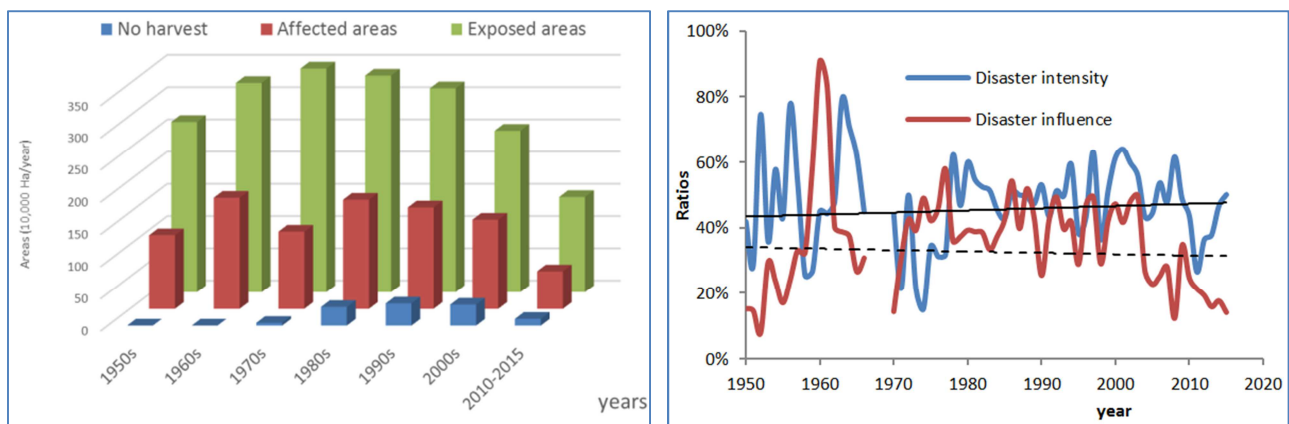 No harvest Affected areas Exposed areas
Areas (10,000 Ha/year)
350
300
250
200
150
100
50
0
1950s
1960s
1970s
1980s
1990s
2000s
2010-2015
years
100%
80%
60%
40%
20%
0%
Ratios
Disaster intensity
Disaster influence
1950 1960 1970 1980 1990 2000 2010 2020
year